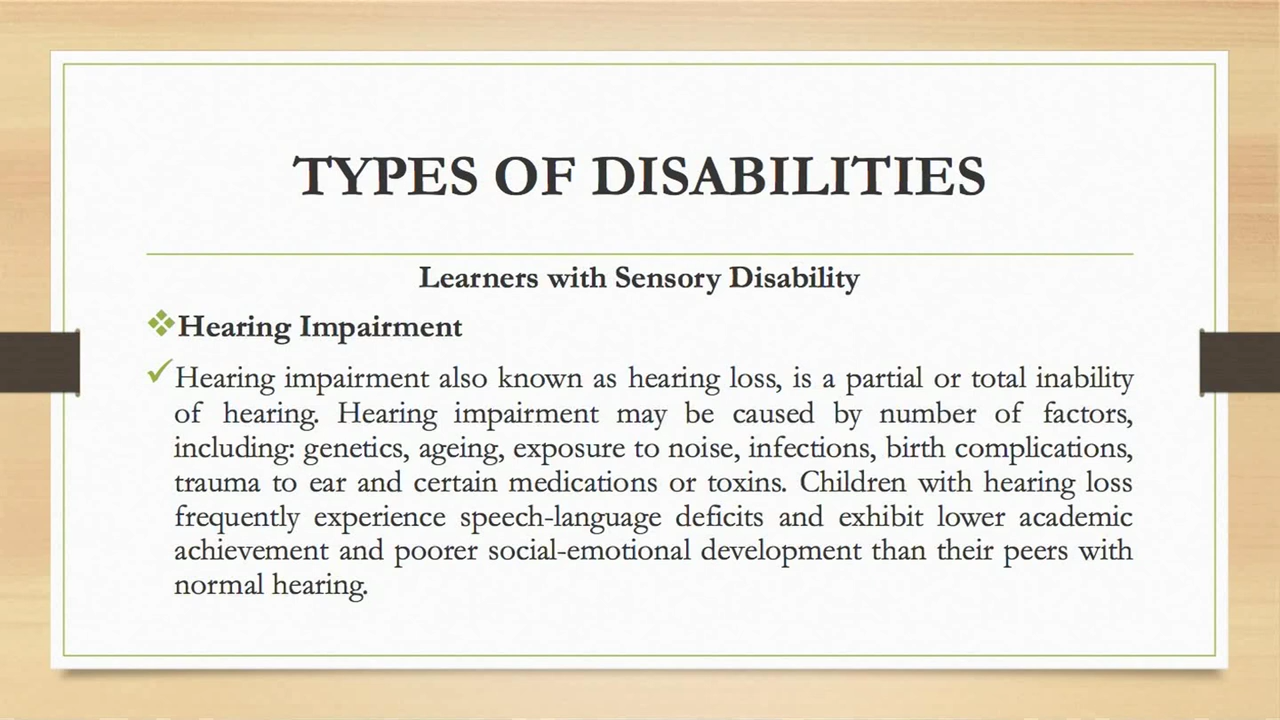 TYPES OF DISABILITIES
Learners with Sensory Disability
Hearing Impairment
Hearing impairment also known as hearing loss, is a partial or total inability
of hearing. Hearing impairment may be caused by number of factors,
including: genetics, ageing, exposure to noise, infections, birth complications,
trauma to ear and certain medications or toxins. Children with hearing loss
frequently experience speech-language deficits and exhibit lower academic
achievement and poorer social-emotional development than their peers with
normal hearing.